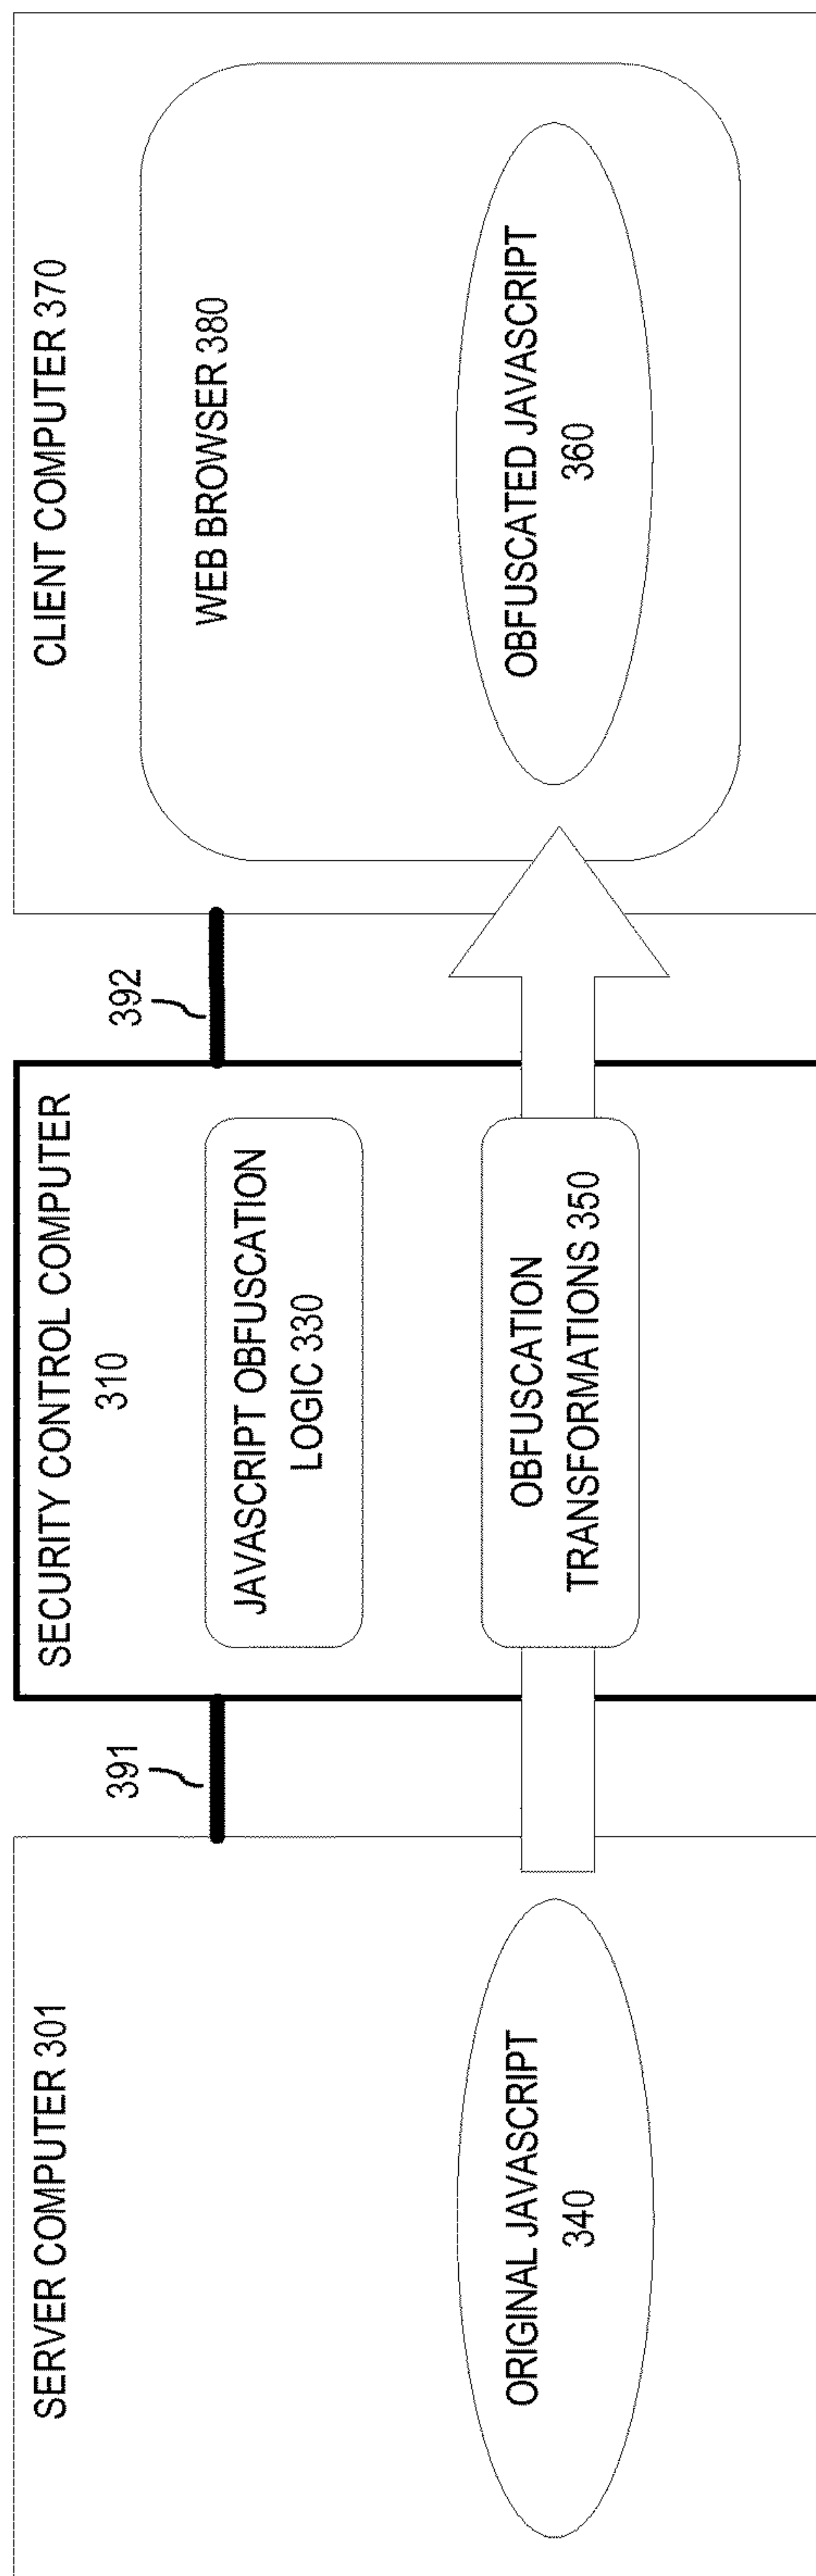 SERVER COMPUTER 301
ORIGINAL JAVASCRIPT
340
391
SECURITY CONTROL COMPUTER
310
JAVASCRIPT OBFUSCATION
LOGIC 330
OBFUSCATION
TRANSFORMATIONS 350
392
CLIENT COMPUTER 370
WEB BROWSER 380
OBFUSCATED JAVASCRIPT
360